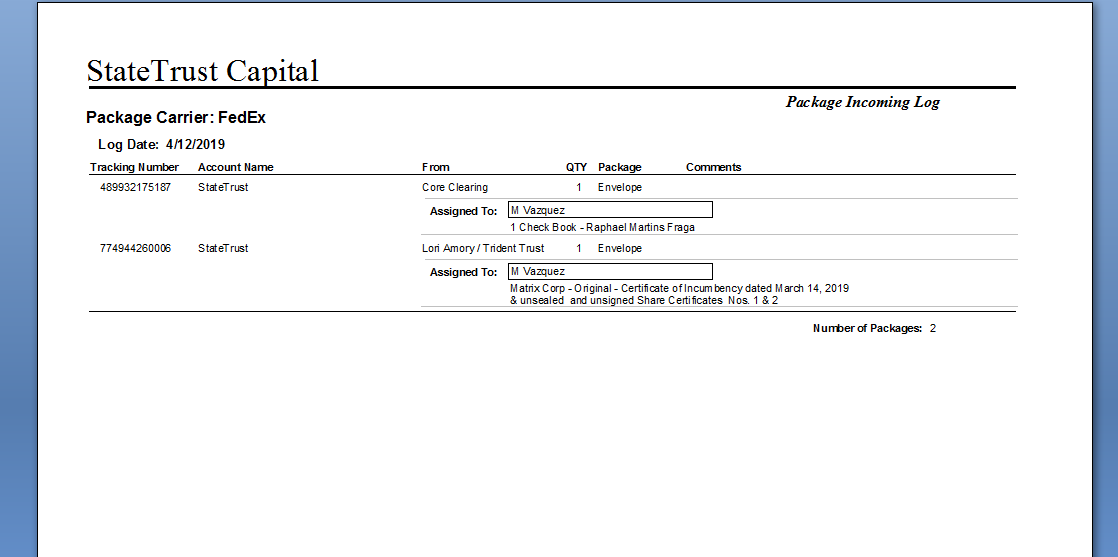 StateTrust Capital
Package Incoming Log
Package Carrier: FedEx
Log Date: 4/12/2019
Tracking Number Account Name From QTY Package Comments
489932175187 StateTrust Core Clearing 1 Envelope
Assigned To: M Vazquez
1 Check Book - Raphael Martins Fraga
774944260006 StateTrust Lori Amory / Trident Trust 1 Envelope
Assigned To: M Vazquez
Matrix Corp - Original - Certificate of Incumbency dated March 14, 2019
& unsealed and unsigned Share Certificates Nos. 1 & 2
Number of Packages: 2